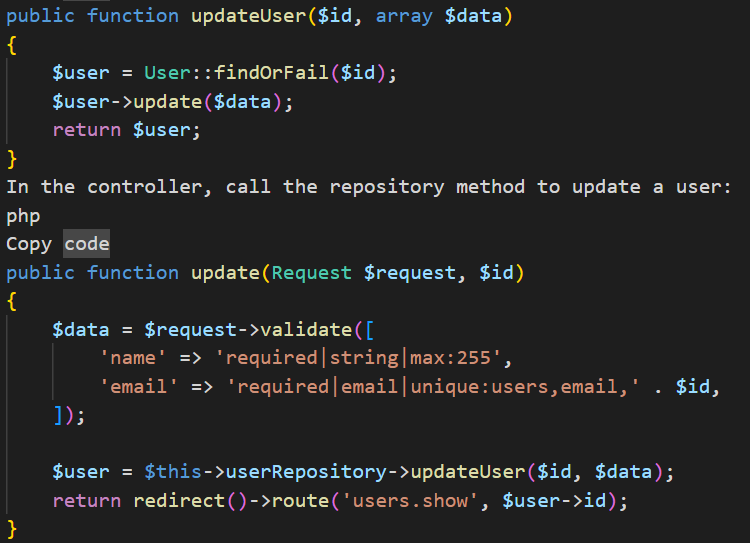 public function updateUser($id, array $data)
{
    $user = User::findOrFail($id);
    $user->update($data);
    return $user;
}
In the controller, call the repository method to update a user:
php
Copy code
public function update(Request $request, $id)
{
    $data = $request->validate([
        'name' => 'required|string|max:255',
        'email' => 'required|email|unique:users,email,' . $id,
    ]);

    $user = $this->userRepository->updateUser($id, $data);
    return redirect()->route('users.show', $user->id);
}